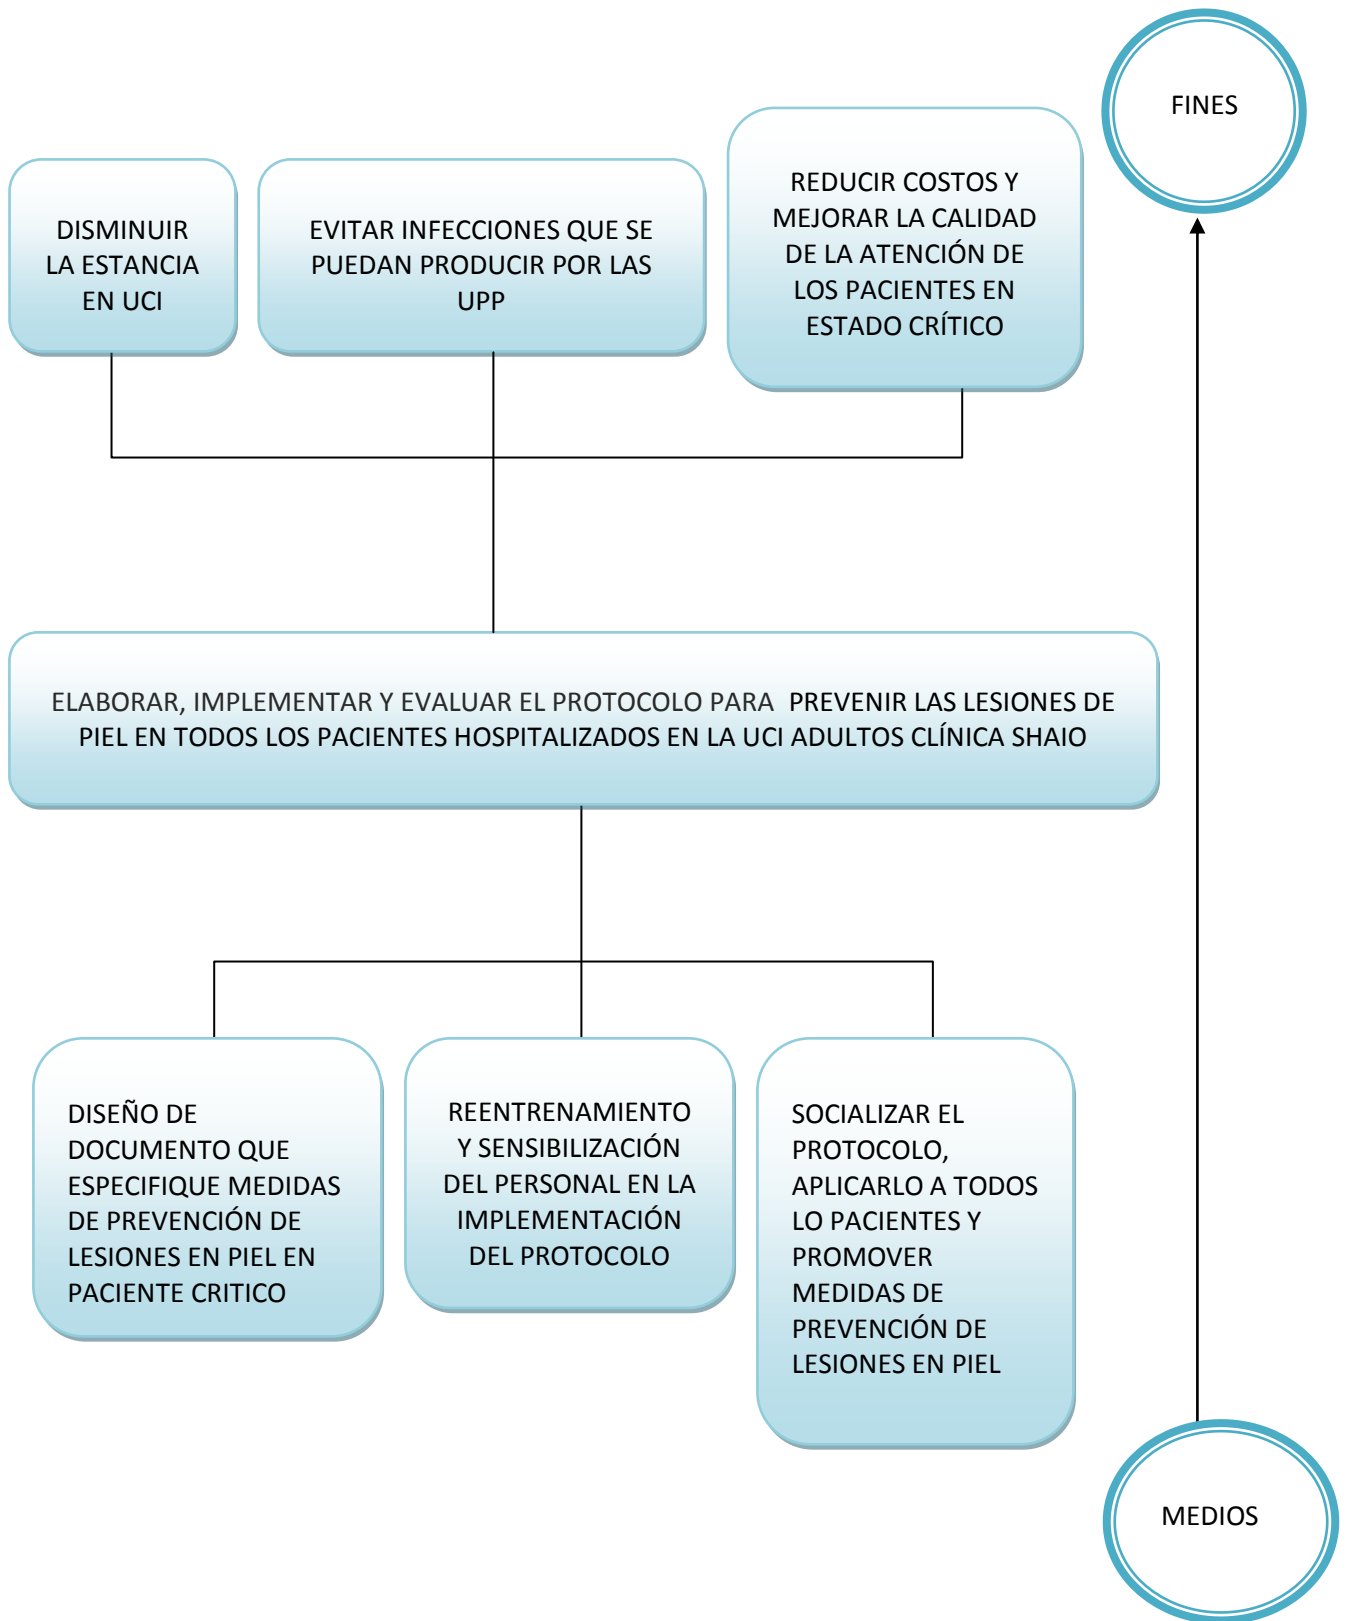 FINES
DISMINUIR
LA ESTANCIA
EN UCI
EVITAR INFECCIONES QUE SE
PUEDAN PRODUCIR POR LAS
UPP
REDUCIR COSTOS Y
MEJORAR LA CALIDAD
DE LA ATENCIÓN DE
LOS PACIENTES EN
ESTADO CRÍTICO
ELABORAR, IMPLEMENTAR Y EVALUAR EL PROTOCOLO PARA PREVENIR LAS LESIONES DE
PIEL EN TODOS LOS PACIENTES HOSPITALIZADOS EN LA UCI ADULTOS CLÍNICA SHAIO
DISEÑO DE
DOCUMENTO QUE
ESPECIFIQUE MEDIDAS
DE PREVENCIÓN DE
LESIONES EN PIEL EN
PACIENTE CRITICO
REENTRENAMIENTO
Y SENSIBILIZACIÓN
DEL PERSONAL EN LA
IMPLEMENTACIÓN
DEL PROTOCOLO
SOCIALIZAR EL
PROTOCOLO,
APLICARLO A TODOS
LO PACIENTES Y
PROMOVER
MEDIDAS DE
PREVENCIÓN DE
LESIONES EN PIEL
MEDIOS